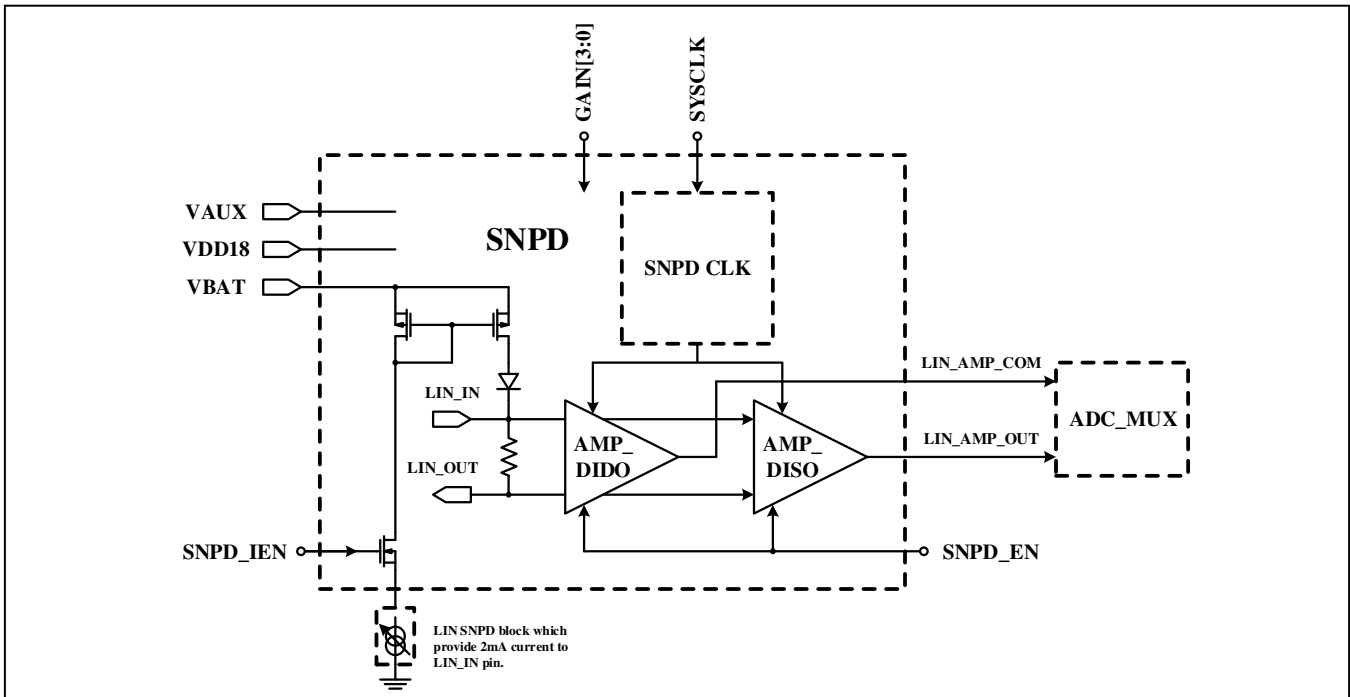 GAIN[3:0]
SYSCLK
VAUX
VDD18
VBAT
SNPD
SNPD CLK
LIN_IN
LIN_OUT
AMP_
DIDO
AMP_
DISO
LIN_AMP_COM
LIN_AMP_OUT
ADC_MUX
SNPD_IEN
SNPD_EN
LIN SNPD block which
provide 2mA current to
LIN_IN pin.